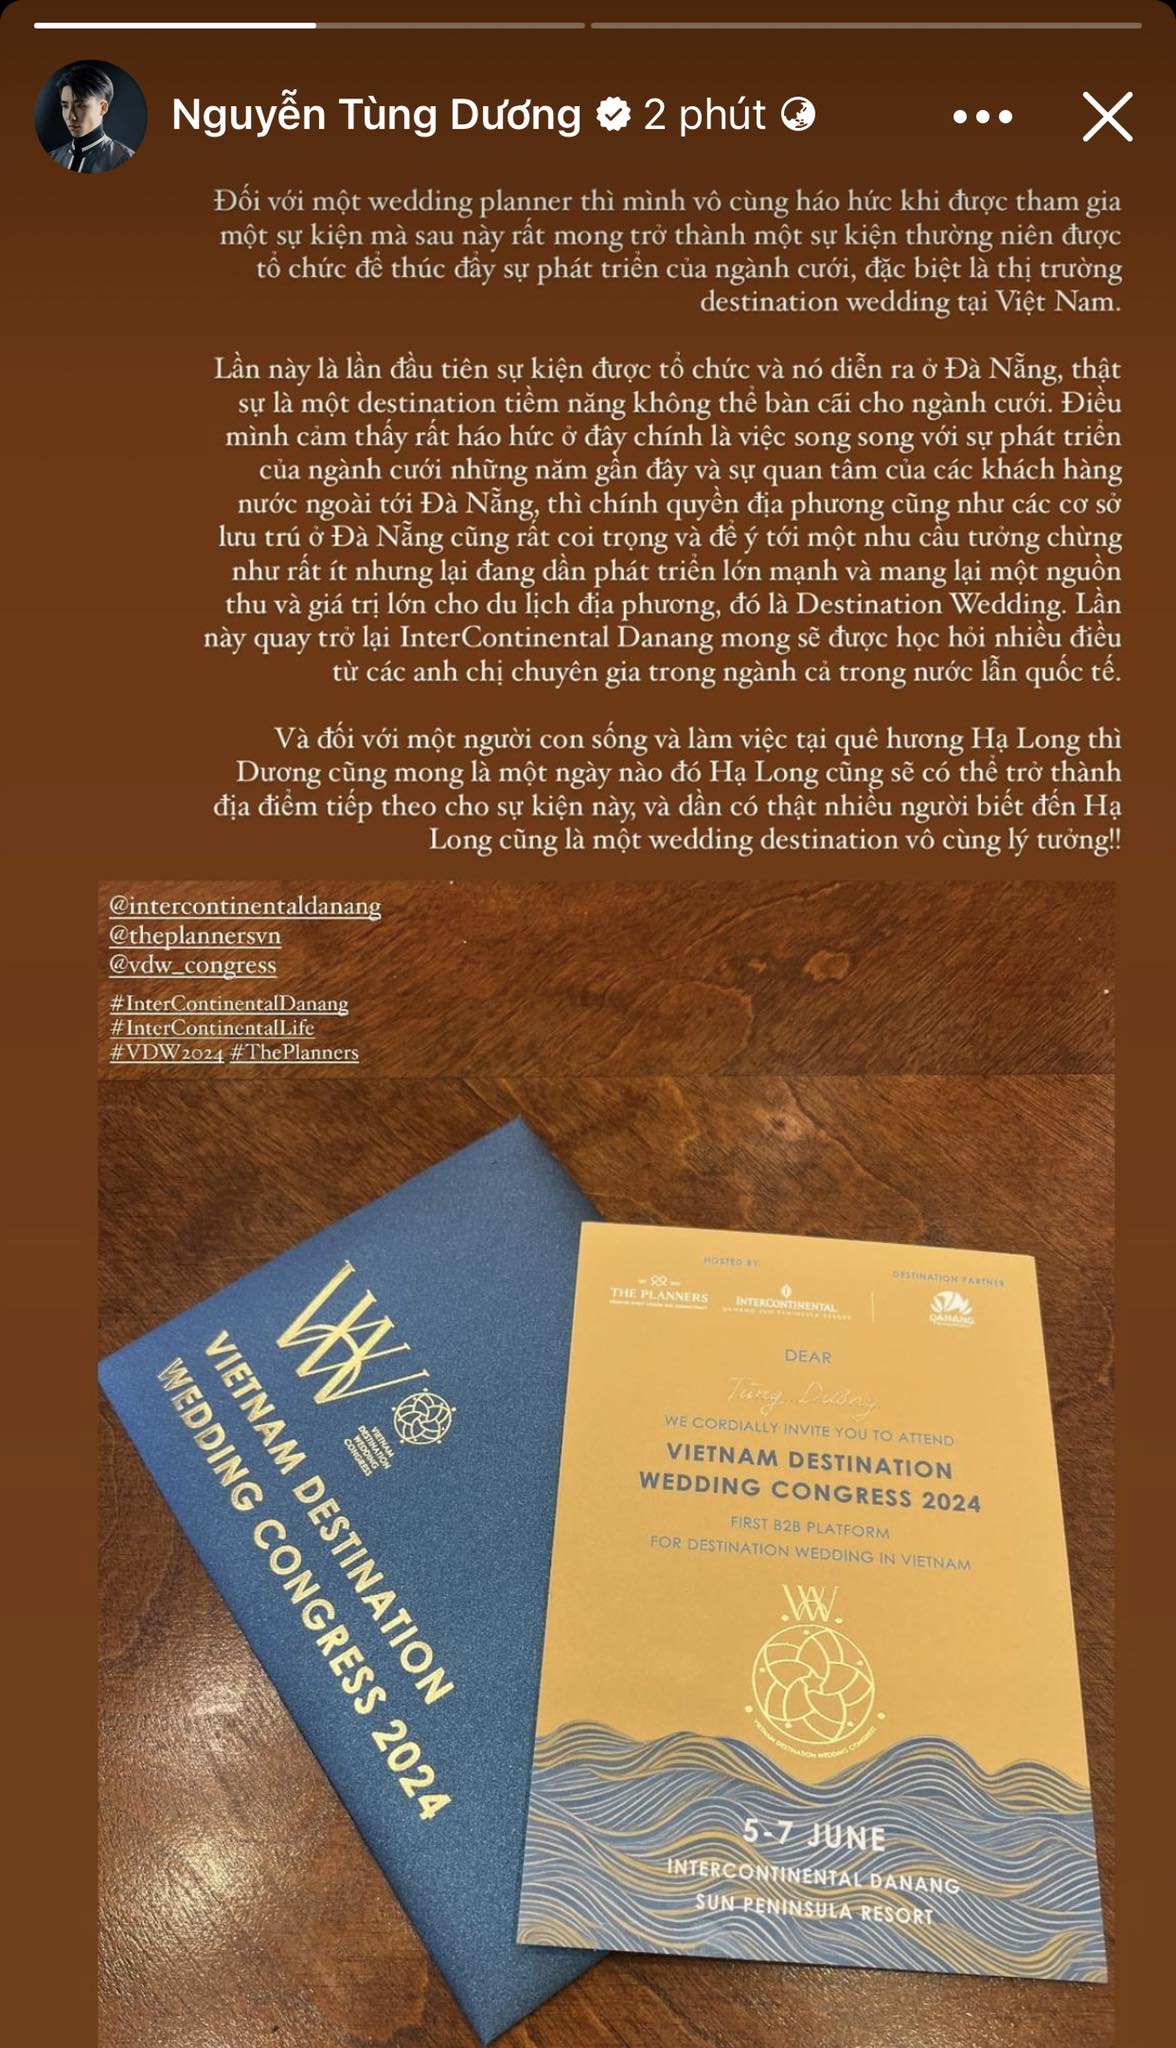 Nguyễn Tùng Dương 2 phút
Đối với một wedding planner thì mình vô cùng háo hức khi được tham gia
một sự kiện mà sau này rất mong trở thành một sự kiện thường niên được
tổ chức để thúc đẩy sự phát triển của ngành cưới, đặc biệt là thị trường
destination wedding tại Việt Nam.
Lần này là lần đầu tiên sự kiện được tổ chức và nó diễn ra ở Đà Nẵng, thật
sự là một destination tiềm năng không thể bàn cãi cho ngành cưới. Điều
mình cảm thấy rất háo hức ở đây chính là việc song song với sự phát triển
của ngành cưới những năm gần đây và sự quan tâm của các khách hàng
nước ngoài tới Đà Nẵng, thì chính quyền địa phương cũng như các cơ sở
lưu trú ở Đà Nẵng cũng rất coi trọng và để ý tới một nhu cầu tưởng chừng
như rất ít nhưng lại đang dần phát triển lớn mạnh và mang lại một nguồn
thu và giá trị lớn cho du lịch địa phương, đó là Destination Wedding. Lần
này quay trở lại InterContinental Danang mong sẽ được học hỏi nhiều điều
từ các anh chị chuyên gia trong ngành cả trong nước lẫn quốc tế.
Và đối với một người con sống và làm việc tại quê hương Hạ Long thì
Dương cũng mong là một ngày nào đó Hạ Long cũng sẽ có thể trở thành
địa điểm tiếp theo cho sự kiện này, và dần có thật nhiều người biết đến Hạ
Long cũng là một wedding destination vô cùng lý tưởng!!
@intercontinentaldanang
@theplannersvn
@vdw_congress
#InterContinentalDanang
#InterContinentalLife
#VDW2024 #ThePlanners
VIETNAM
DESTINATION
WEDDING
CONGRESS
VIETNAM DESTINATION
WEDDING CONGRESS 2024
HOSTED BY
DESTINATION PARTNER
THE PLANNERS
INTERCONTINENTAL
DANANG SUN PENINSULA RESORT
DANANG
DEAR
Tùng Dương
WE CORDIALLY INVITE YOU TO ATTEND
VIETNAM DESTINATION
WEDDING CONGRESS 2024
FIRST B2B PLATFORM
FOR DESTINATION WEDDING IN VIETNAM
VIETNAM DESTINATION WEDDING CONGRESS
5-7 JUNE
INTERCONTINENTAL DANANG
SUN PENINSULA RESORT